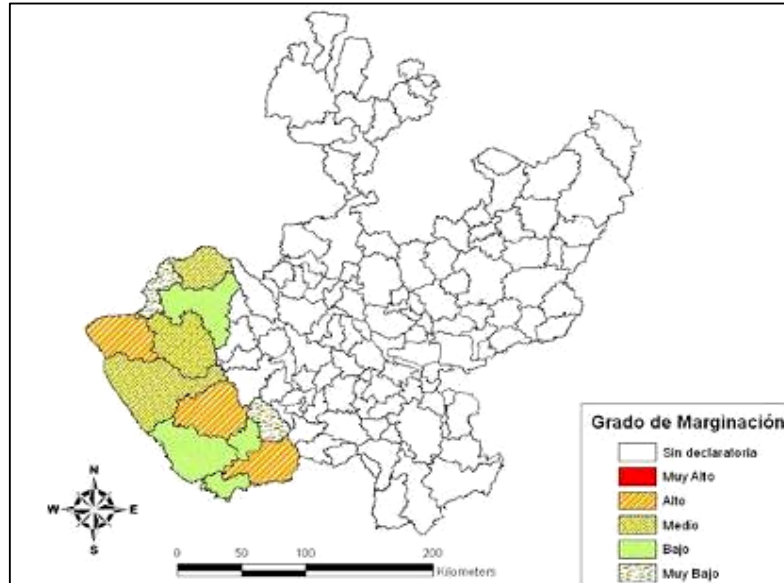 Grado de Marginación
Sin declaratoria
Muy Alto
Alto
Medio
Bajo
Muy Bajo
N
W E
S
0 50 100 200
Kilometers